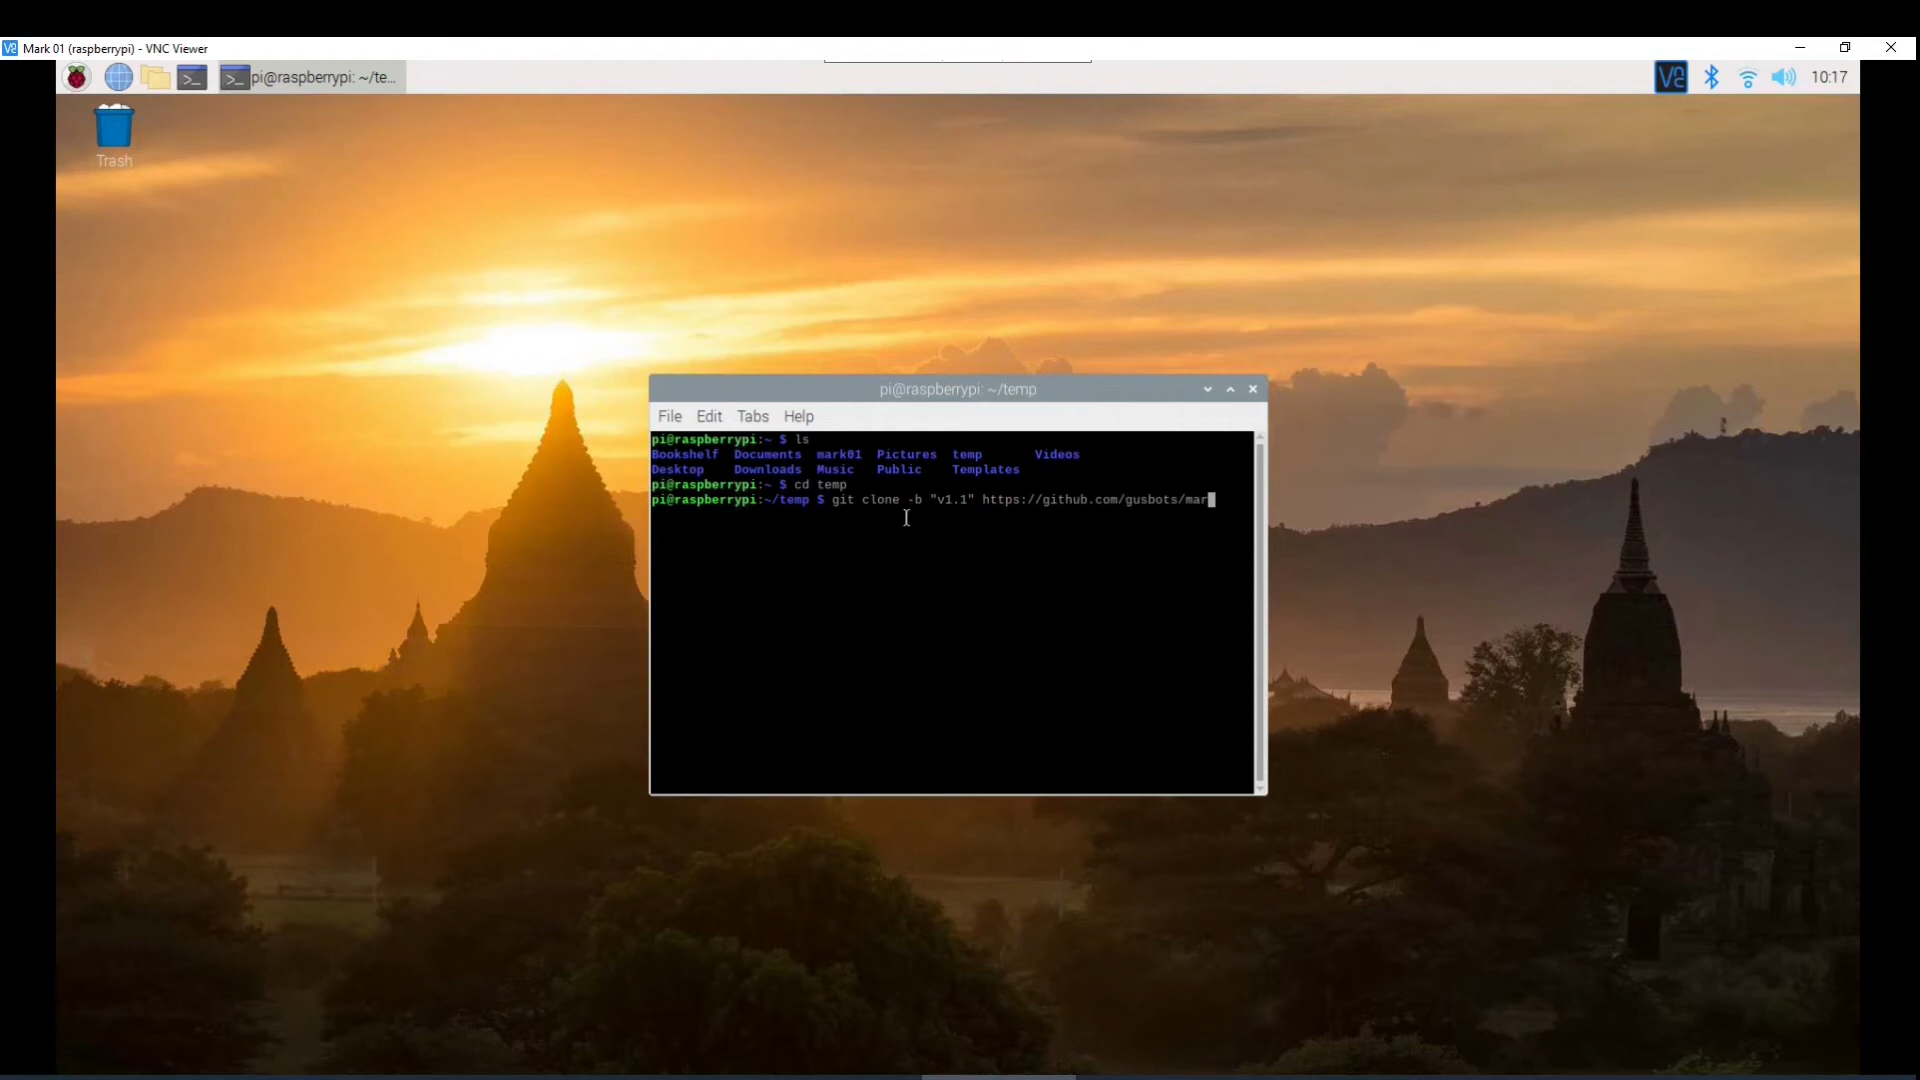 Mark 01 (raspberrypi) - VNC Viewer
pi@raspberrypi: ~/te...
10:17
Trash
pi@raspberrypi: ~/temp
File Edit Tabs Help
pi@raspberrypi:~ $ ls
Bookshelf Documents mark01 Pictures temp Videos
Desktop Downloads Music Public Templates
pi@raspberrypi:~ $ cd temp
pi@raspberrypi:~/temp $ git clone -b "v1.1" https://github.com/gusbots/mar